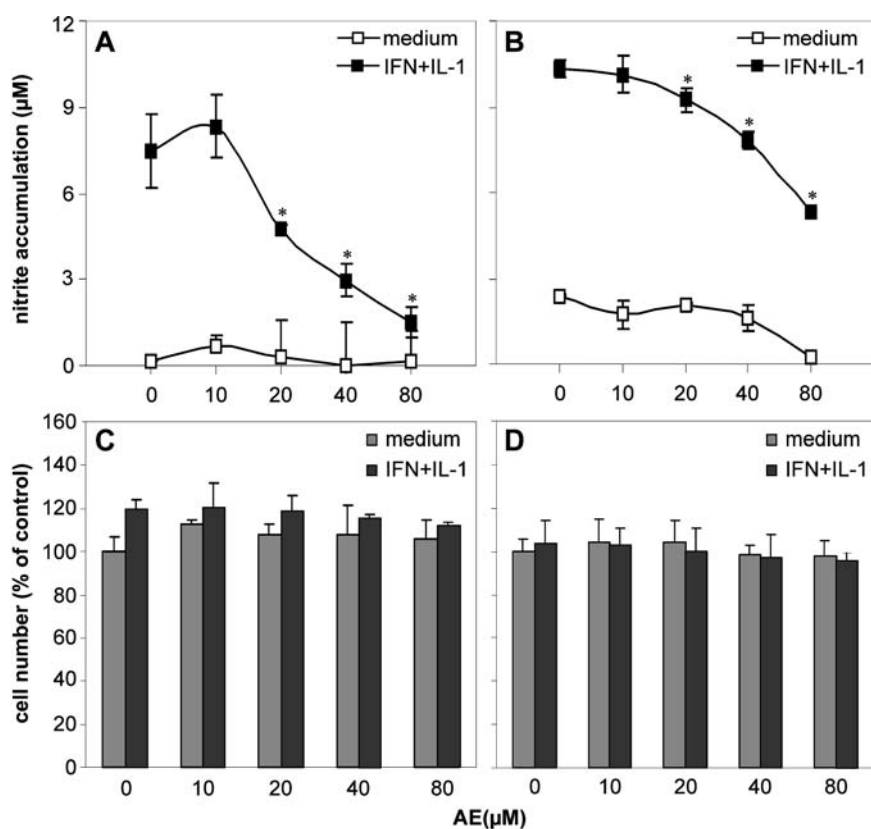 A
medium
IFN+IL-1
B
medium
IFN+IL-1
nitrite accumulation (µM)
12
9
6
3
0
* * *
* * *
0 10 20 40 80
0 10 20 40 80
C
medium
IFN+IL-1
D
medium
IFN+IL-1
cell number (% of control)
160
140
120
100
80
60
40
20
0
0 10 20 40 80
0 10 20 40 80
AE(µM)